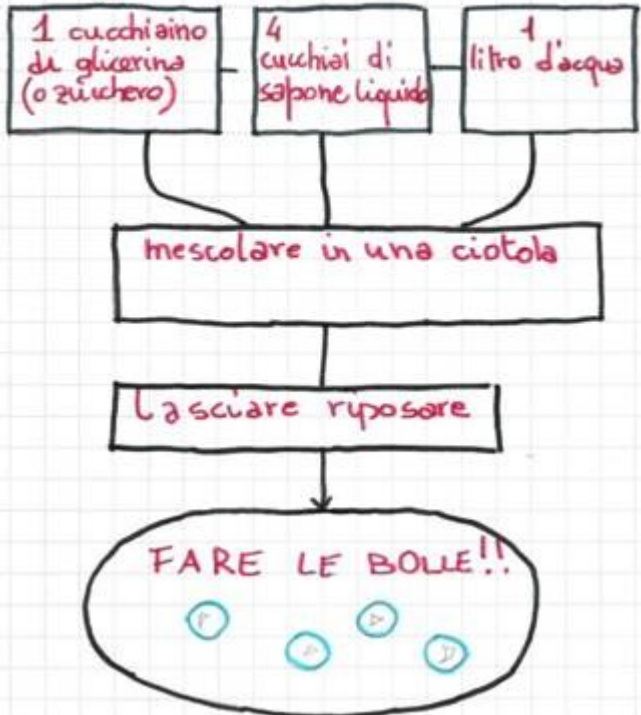 1 cucchiaino
di glicerina
(o zucchero)
4
cucchiai di
sapone liquido
1
litro d'acqua
mescolare in una ciotola
Lasciare riposare
FARE LE BOLLE!!